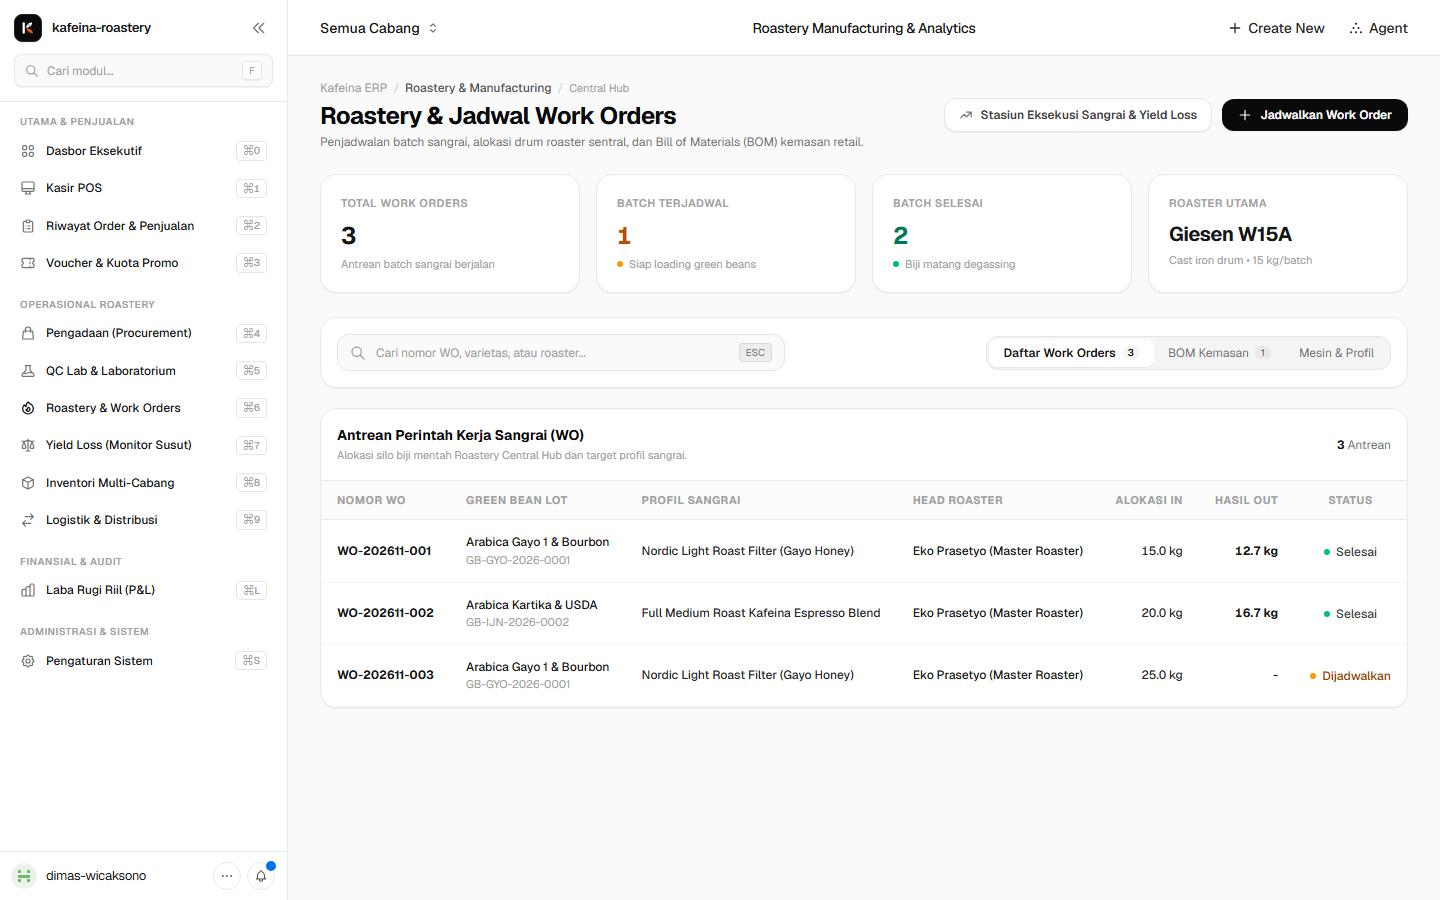 kafeina-roastery
Cari modul...
F
UTAMA & PENJUALAN
Dasbor Eksekutif ⌘0
Kasir POS ⌘1
Riwayat Order & Penjualan ⌘2
Voucher & Kuota Promo ⌘3
OPERASIONAL ROASTERY
Pengadaan (Procurement) ⌘4
QC Lab & Laboratorium ⌘5
Roastery & Work Orders ⌘6
Yield Loss (Monitor Susut) ⌘7
Inventori Multi-Cabang ⌘8
Logistik & Distribusi ⌘9
FINANSIAL & AUDIT
Laba Rugi Riil (P&L) ⌘L
ADMINISTRASI & SISTEM
Pengaturan Sistem ⌘S
dimas-wicaksono
Semua Cabang
Roastery Manufacturing & Analytics
Create New
Agent
Kafeina ERP / Roastery & Manufacturing / Central Hub
Roastery & Jadwal Work Orders
Penjadwalan batch sangrai, alokasi drum roaster sentral, dan Bill of Materials (BOM) kemasan retail.
Stasiun Eksekusi Sangrai & Yield Loss
Jadwalkan Work Order
TOTAL WORK ORDERS
3
Antrean batch sangrai berjalan
BATCH TERJADWAL
1
Siap loading green beans
BATCH SELESAI
2
Biji matang degassing
ROASTER UTAMA
Giesen W15A
Cast iron drum • 15 kg/batch
Cari nomor WO, varietas, atau roaster...
ESC
Daftar Work Orders 3
BOM Kemasan 1
Mesin & Profil
Antrean Perintah Kerja Sangrai (WO)
Alokasi silo biji mentah Roastery Central Hub dan target profil sangrai.
3 Antrean
NOMOR WO GREEN BEAN LOT PROFIL SANGRAI HEAD ROASTER ALOKASI IN HASIL OUT STATUS
WO-202611-001 Arabica Gayo 1 & Bourbon Nordic Light Roast Filter (Gayo Honey) Eko Prasetyo (Master Roaster) 15.0 kg 12.7 kg Selesai
GB-GYO-2026-0001
WO-202611-002 Arabica Kartika & USDA Full Medium Roast Kafeina Espresso Blend Eko Prasetyo (Master Roaster) 20.0 kg 16.7 kg Selesai
GB-IJN-2026-0002
WO-202611-003 Arabica Gayo 1 & Bourbon Nordic Light Roast Filter (Gayo Honey) Eko Prasetyo (Master Roaster) 25.0 kg - Dijadwalkan
GB-GYO-2026-0001